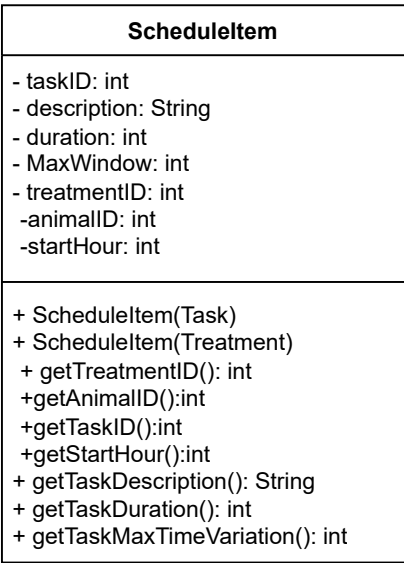 ScheduleItem
- taskID: int
- description: String
- duration: int
- MaxWindow: int
- treatmentID: int
-animalID: int
-startHour: int
+ ScheduleItem(Task)
+ ScheduleItem(Treatment)
+ getTreatmentID(): int
+getAnimalID():int
+getTaskID():int
+getStartHour():int
+ getTaskDescription(): String
+ getTaskDuration(): int
+ getTaskMaxTimeVariation(): int